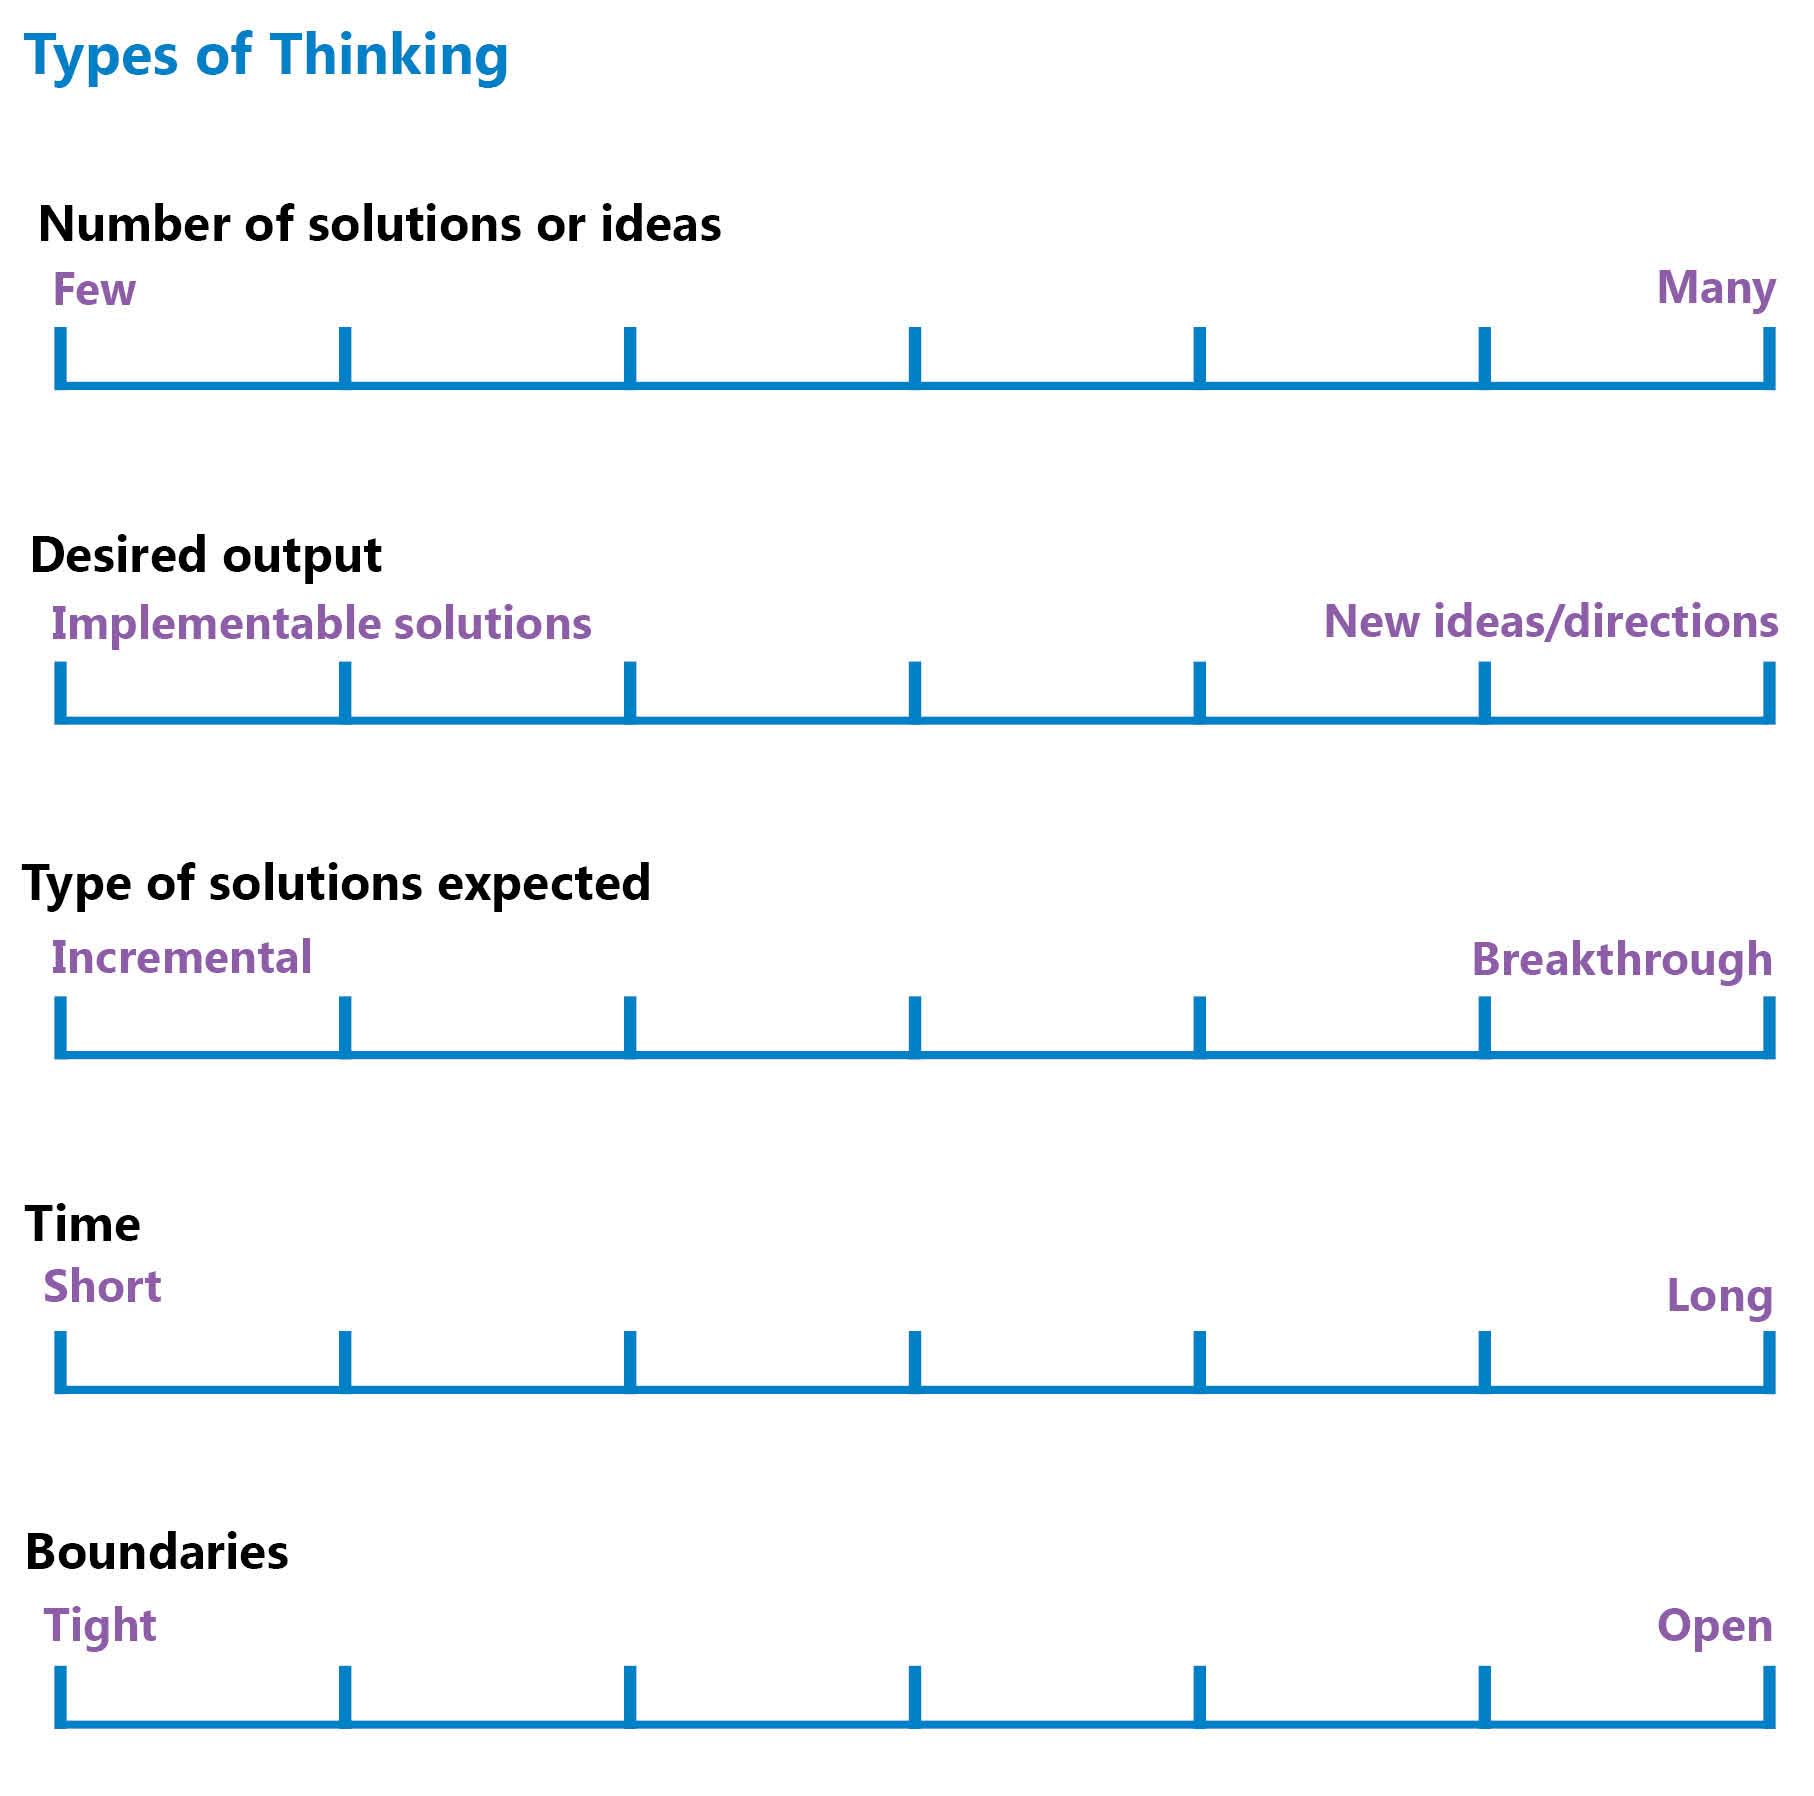 Types of Thinking
Number of solutions or ideas
Few Many
Desired output
Implementable solutions New ideas/directions
Type of solutions expected
Incremental Breakthrough
Time
Short Long
Boundaries
Tight Open